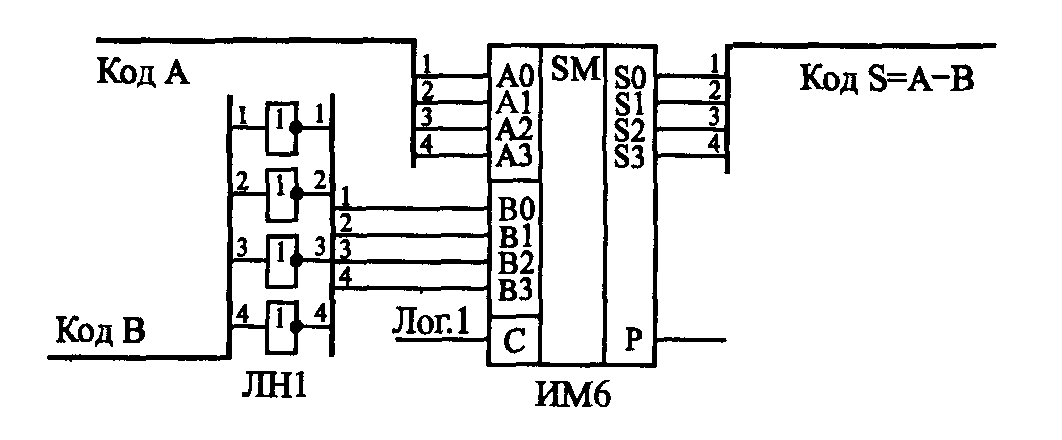 Код А
Код В
1 1 1
2 1 2
3 1 3
4 1 4
ЛН1
1
2
3
4
1
2
3
4
Лог.1
A0 SM S0
A1 S1
A2 S2
A3 S3
B0
B1
B2
B3
C P
ИМ6
1
2
3
4
Код S=A−B